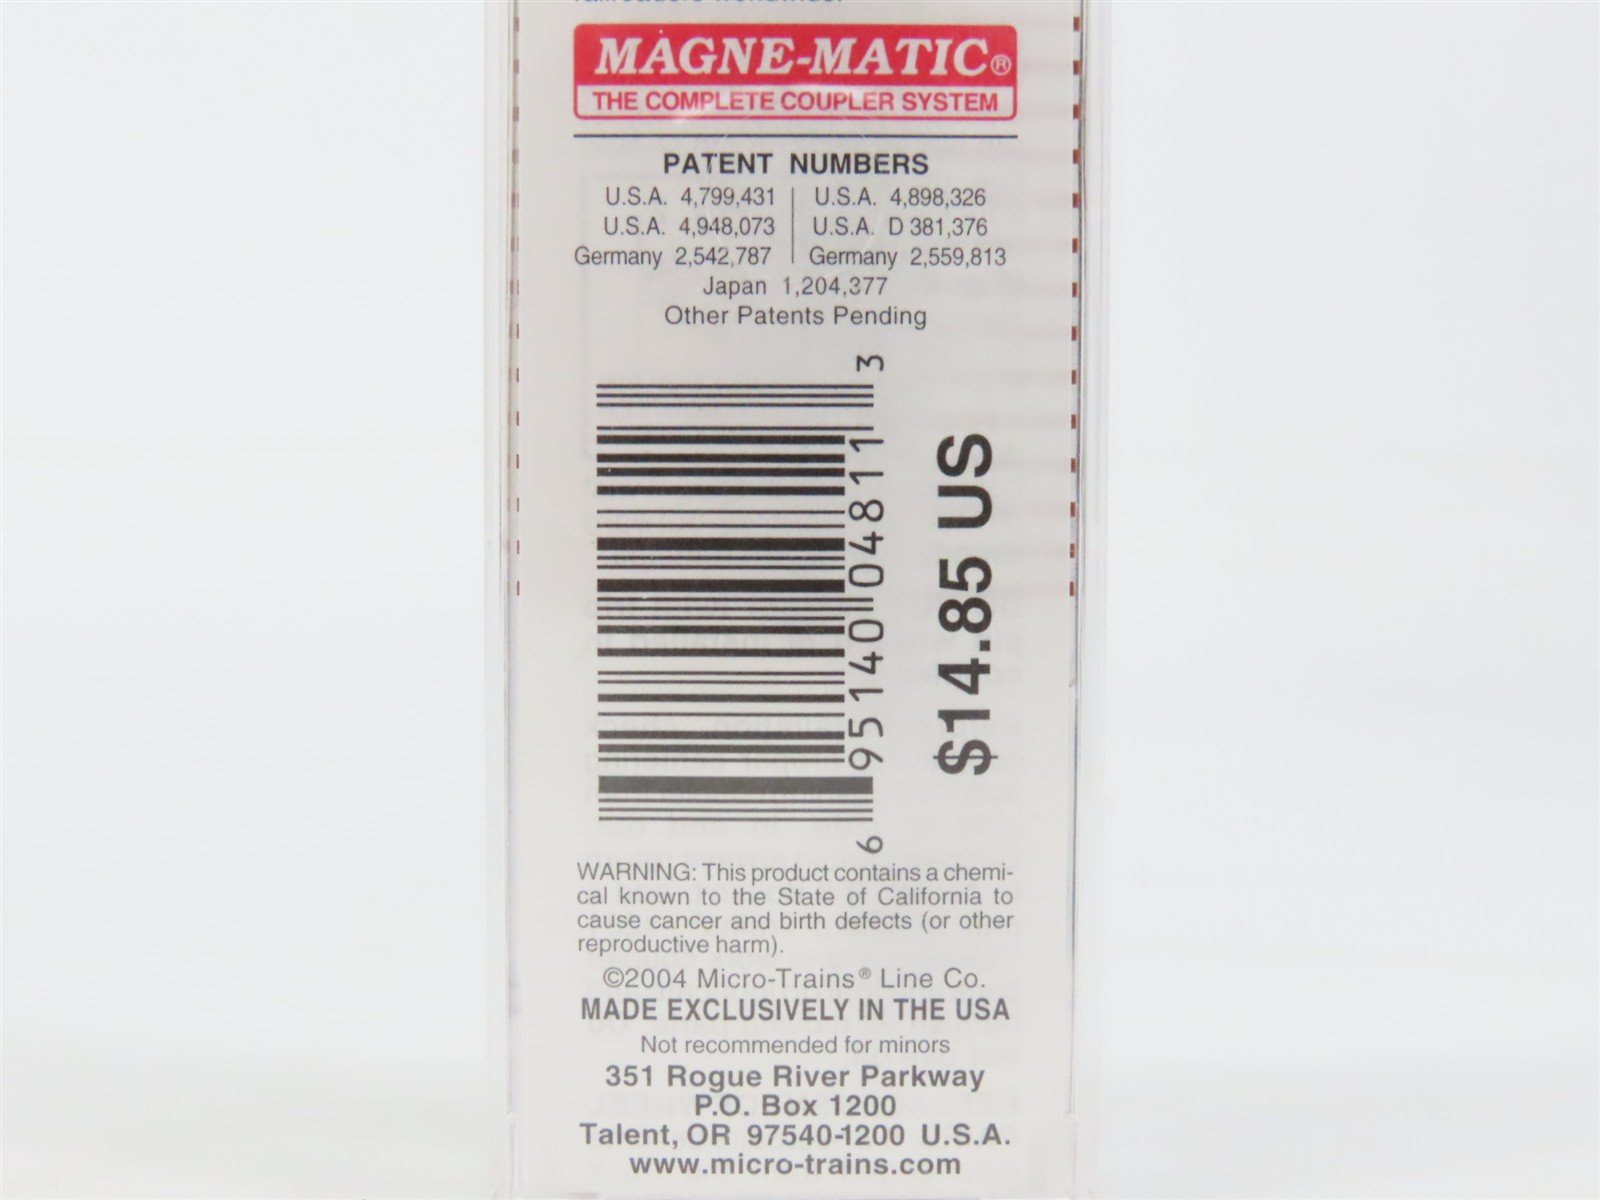 MAGNE-MATIC®
THE COMPLETE COUPLER SYSTEM
PATENT NUMBERS
U.S.A. 4,799,431 | U.S.A. 4,898,326
U.S.A. 4,948,073 | U.S.A. D 381,376
Germany 2,542,787 | Germany 2,559,813
Japan 1,204,377
Other Patents Pending
6 95140 04811 3
$14.85 US
WARNING: This product contains a chemi-
cal known to the State of California to
cause cancer and birth defects (or other
reproductive harm).
©2004 Micro-Trains® Line Co.
MADE EXCLUSIVELY IN THE USA
Not recommended for minors
351 Rogue River Parkway
P.O. Box 1200
Talent, OR 97540-1200 U.S.A.
www.micro-trains.com